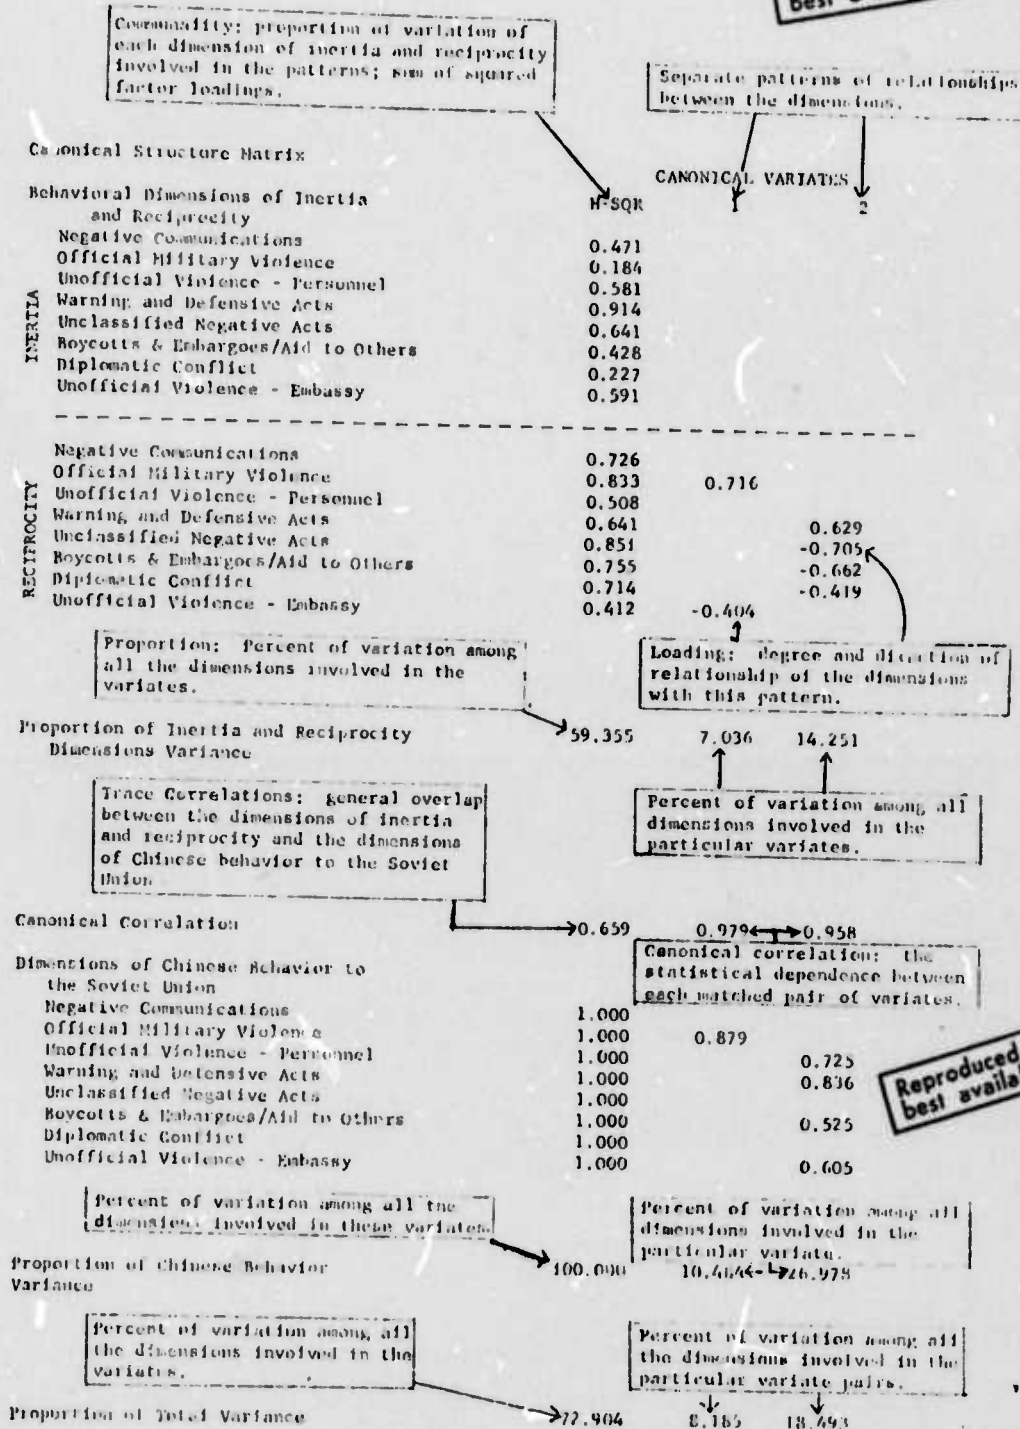 best
Communality: proportion of variation of
each dimension of inertia and reciprocity
involved in the patterns; sum of squared
factor loadings.
Separate patterns of relationships
between the dimensions.
Canonical Structure Matrix
CANONICAL VARIATES
Behavioral Dimensions of Inertia
and Reciprocity
H-SQR 1 2
INERTIA
Negative Communications 0.471
Official Military Violence 0.184
Unofficial Violence - Personnel 0.581
Warning and Defensive Acts 0.914
Unclassified Negative Acts 0.641
Boycotts & Embargoes/Aid to Others 0.428
Diplomatic Conflict 0.227
Unofficial Violence - Embassy 0.591
RECIPROCITY
Negative Communications 0.726
Official Military Violence 0.833 0.716
Unofficial Violence - Personnel 0.508
Warning and Defensive Acts 0.641 0.629
Unclassified Negative Acts 0.851 -0.705
Boycotts & Embargoes/Aid to Others 0.755 -0.662
Diplomatic Conflict 0.714 -0.419
Unofficial Violence - Embassy 0.412 -0.404
Proportion: Percent of variation among
all the dimensions involved in the
variates.
Loading: degree and direction of
relationship of the dimensions
with this pattern.
Proportion of Inertia and Reciprocity
Dimensions Variance
59.355 7.036 14.251
Trace Correlations: general overlap
between the dimensions of inertia
and reciprocity and the dimensions
of Chinese behavior to the Soviet
Union
Percent of variation among all
dimensions involved in the
particular variates.
Canonical Correlation 0.659 0.979 0.958
Canonical correlation: the
statistical dependence between
each matched pair of variates.
Dimensions of Chinese Behavior to
the Soviet Union
Negative Communications 1.000
Official Military Violence 1.000 0.879
Unofficial Violence - Personnel 1.000 0.725
Warning and Defensive Acts 1.000 0.836
Unclassified Negative Acts 1.000
Boycotts & Embargoes/Aid to Others 1.000 0.525
Diplomatic Conflict 1.000
Unofficial Violence - Embassy 1.000 0.605
Reproduced
best availa
Percent of variation among all the
dimensions involved in these variates.
Percent of variation among all
dimensions involved in the
particular variate.
Proportion of Chinese Behavior
Variance
100.000 26.978
Percent of variation among all
the dimensions involved in the
variates.
Percent of variation among all
the dimensions involved in the
particular variate pairs.
Proportion of Total Variance 72.904 8.185 18.493